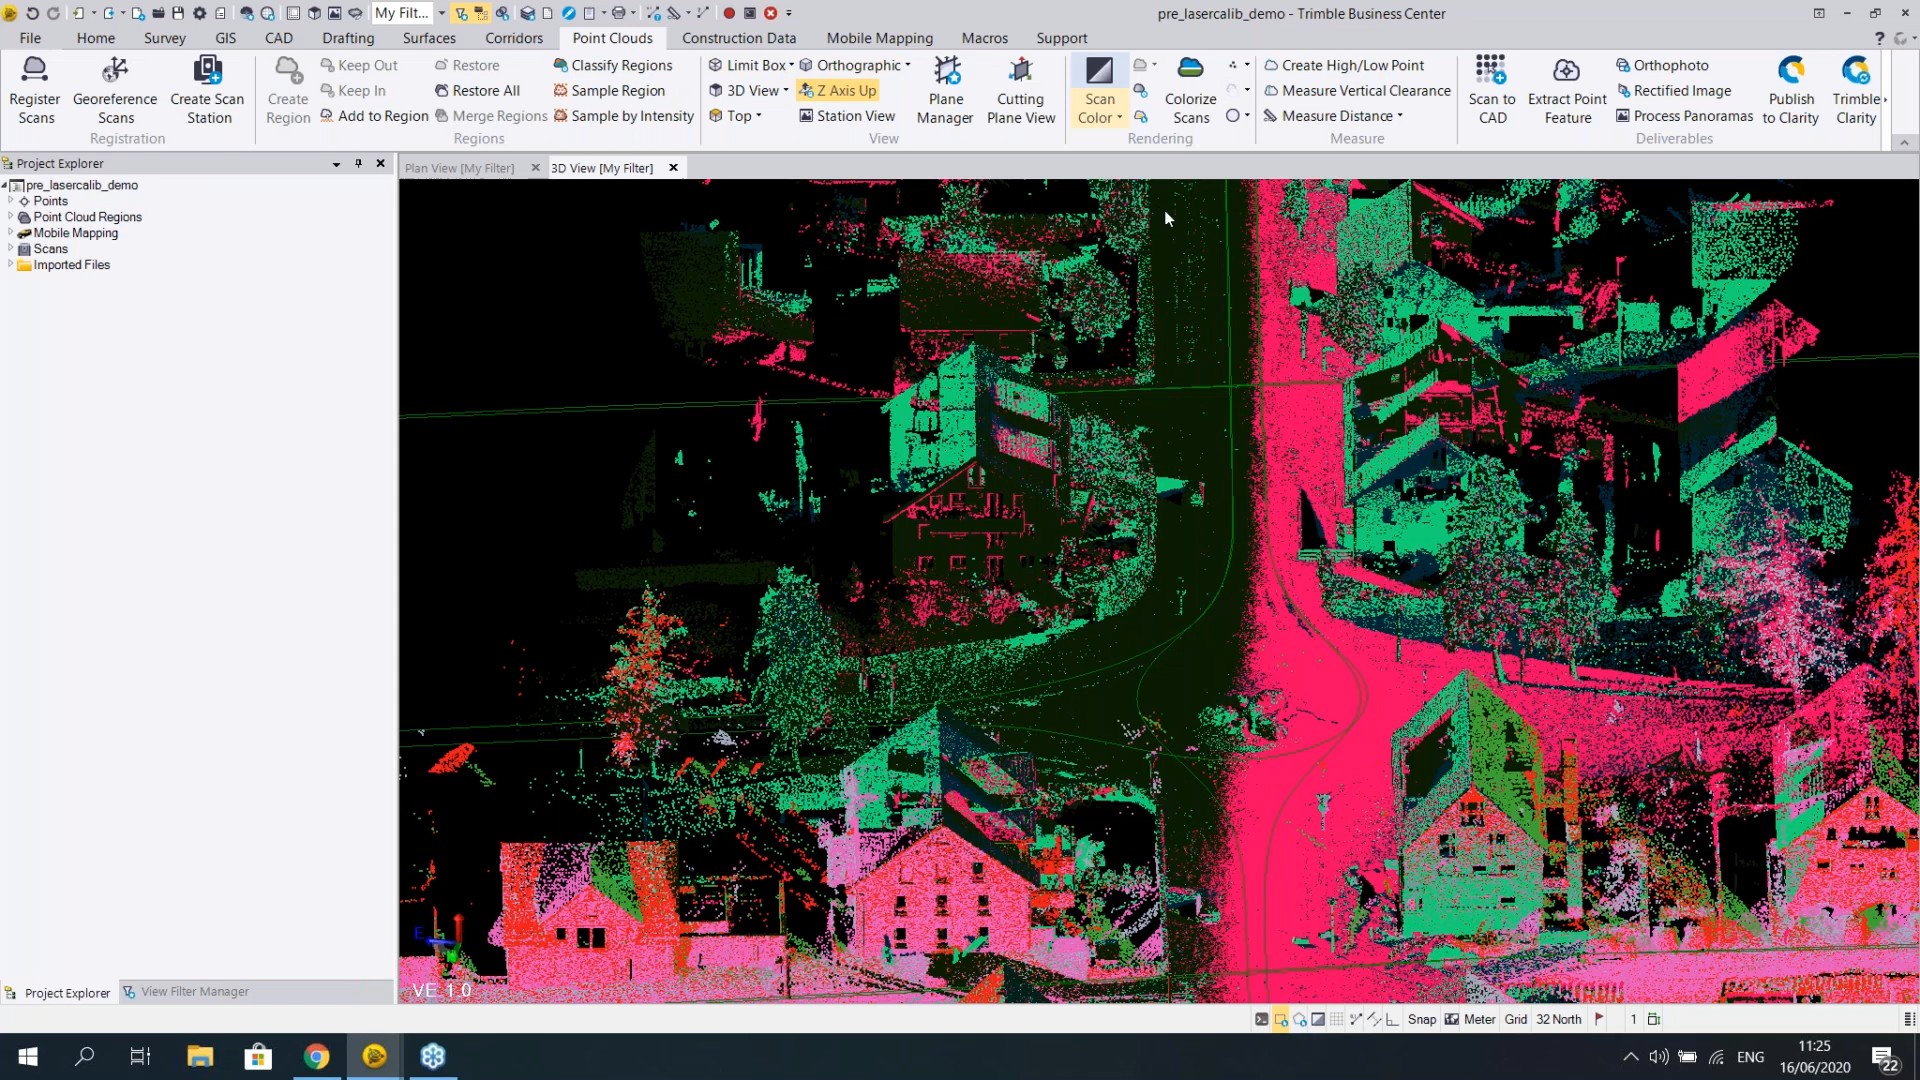 My Filt...
pre_lasercalib_demo - Trimble Business Center
File Home Survey GIS CAD Drafting Surfaces Corridors Point Clouds Construction Data Mobile Mapping Macros Support
Register Scans
Georeference Scans
Create Scan Station
Registration
Create Region
Keep Out
Keep In
Add to Region
Restore
Restore All
Merge Regions
Classify Regions
Sample Region
Sample by Intensity
Regions
Limit Box
3D View
Top
Orthographic
Z Axis Up
Station View
Plane Manager
Cutting Plane View
View
Scan Color
Colorize Scans
Rendering
Create High/Low Point
Measure Vertical Clearance
Measure Distance
Measure
Scan to CAD
Extract Point Feature
Orthophoto
Rectified Image
Process Panoramas
Publish to Clarity
Trimble Clarity
Deliverables
Project Explorer
Plan View [My Filter]
3D View [My Filter]
pre_lasercalib_demo
Points
Point Cloud Regions
Mobile Mapping
Scans
Imported Files
E
VE 1.0
Project Explorer
View Filter Manager
Snap Meter Grid 32 North 1
ENG
11:25
16/06/2020
22